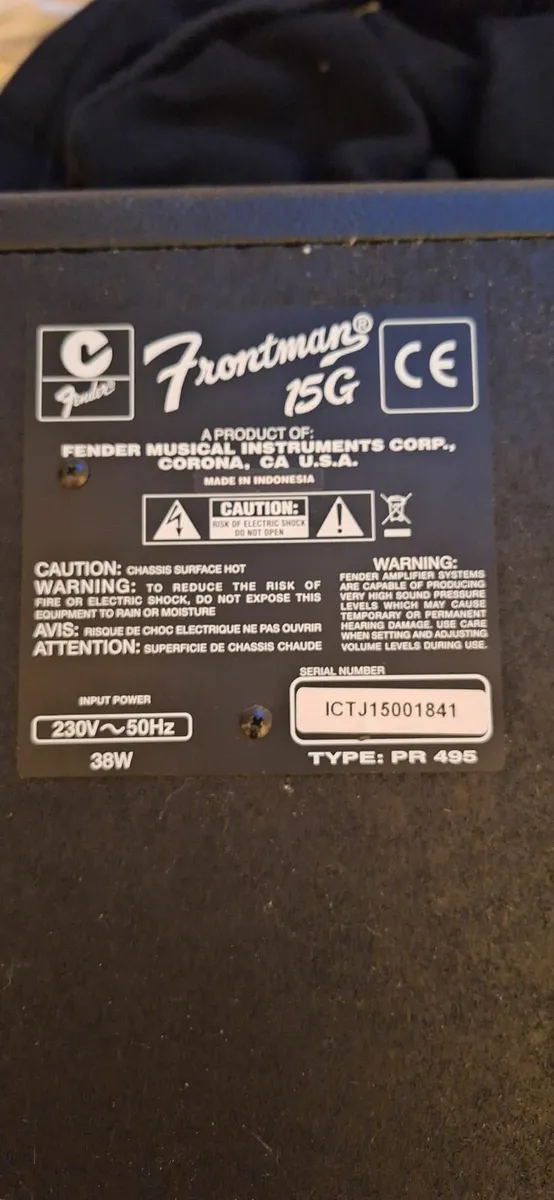 Fender
Frontman®
15G
CE
A PRODUCT OF:
FENDER MUSICAL INSTRUMENTS CORP.,
CORONA, CA U.S.A.
MADE IN INDONESIA
CAUTION:
RISK OF ELECTRIC SHOCK
DO NOT OPEN
CAUTION: CHASSIS SURFACE HOT
WARNING: TO REDUCE THE RISK OF
FIRE OR ELECTRIC SHOCK, DO NOT EXPOSE THIS
EQUIPMENT TO RAIN OR MOISTURE
AVIS: RISQUE DE CHOC ELECTRIQUE NE PAS OUVRIR
ATTENTION: SUPERFICIE DE CHASSIS CHAUDE
WARNING:
FENDER AMPLIFIER SYSTEMS
ARE CAPABLE OF PRODUCING
VERY HIGH SOUND PRESSURE
LEVELS WHICH MAY CAUSE
TEMPORARY OR PERMANENT
HEARING DAMAGE. USE CARE
WHEN SETTING AND ADJUSTING
VOLUME LEVELS DURING USE.
INPUT POWER
230V~50Hz
38W
SERIAL NUMBER
ICTJ15001841
TYPE: PR 495